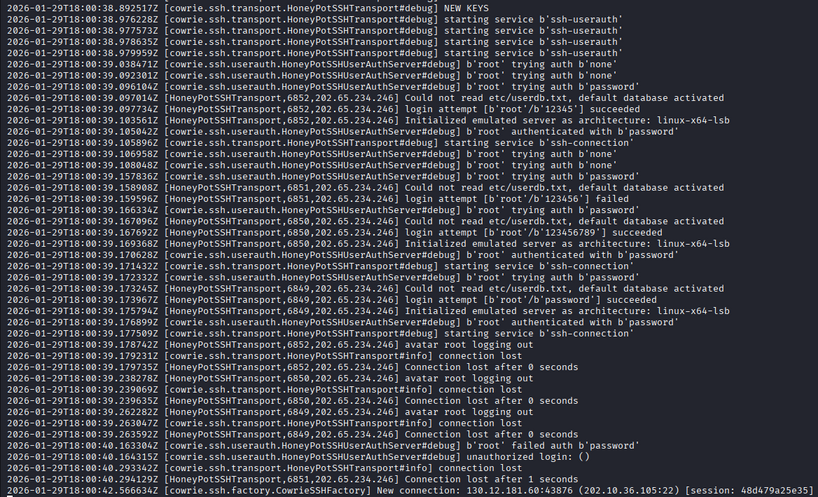 2026-01-29T18:00:38.892517Z [cowrie.ssh.transport.HoneyPotSSHTransport#debug] NEW KEYS
2026-01-29T18:00:38.976228Z [cowrie.ssh.transport.HoneyPotSSHTransport#debug] starting service b'ssh-userauth'
2026-01-29T18:00:38.977573Z [cowrie.ssh.transport.HoneyPotSSHTransport#debug] starting service b'ssh-userauth'
2026-01-29T18:00:38.978635Z [cowrie.ssh.transport.HoneyPotSSHTransport#debug] starting service b'ssh-userauth'
2026-01-29T18:00:38.979959Z [cowrie.ssh.transport.HoneyPotSSHTransport#debug] starting service b'ssh-userauth'
2026-01-29T18:00:39.038471Z [cowrie.ssh.userauth.HoneyPotSSHUserAuthServer#debug] b'root' trying auth b'none'
2026-01-29T18:00:39.092301Z [cowrie.ssh.userauth.HoneyPotSSHUserAuthServer#debug] b'root' trying auth b'none'
2026-01-29T18:00:39.096104Z [cowrie.ssh.userauth.HoneyPotSSHUserAuthServer#debug] b'root' trying auth b'password'
2026-01-29T18:00:39.097014Z [HoneyPotSSHTransport,6852,202.65.234.246] Could not read etc/userdb.txt, default database activated
2026-01-29T18:00:39.097734Z [HoneyPotSSHTransport,6852,202.65.234.246] login attempt [b'root'/b'12345'] succeeded
2026-01-29T18:00:39.103561Z [HoneyPotSSHTransport,6852,202.65.234.246] Initialized emulated server as architecture: linux-x64-lsb
2026-01-29T18:00:39.105042Z [cowrie.ssh.userauth.HoneyPotSSHUserAuthServer#debug] b'root' authenticated with b'password'
2026-01-29T18:00:39.105896Z [cowrie.ssh.transport.HoneyPotSSHTransport#debug] starting service b'ssh-connection'
2026-01-29T18:00:39.106958Z [cowrie.ssh.userauth.HoneyPotSSHUserAuthServer#debug] b'root' trying auth b'none'
2026-01-29T18:00:39.108048Z [cowrie.ssh.userauth.HoneyPotSSHUserAuthServer#debug] b'root' trying auth b'none'
2026-01-29T18:00:39.157836Z [cowrie.ssh.userauth.HoneyPotSSHUserAuthServer#debug] b'root' trying auth b'password'
2026-01-29T18:00:39.158908Z [HoneyPotSSHTransport,6851,202.65.234.246] Could not read etc/userdb.txt, default database activated
2026-01-29T18:00:39.159596Z [HoneyPotSSHTransport,6851,202.65.234.246] login attempt [b'root'/b'123456'] failed
2026-01-29T18:00:39.166334Z [cowrie.ssh.userauth.HoneyPotSSHUserAuthServer#debug] b'root' trying auth b'password'
2026-01-29T18:00:39.167096Z [HoneyPotSSHTransport,6850,202.65.234.246] Could not read etc/userdb.txt, default database activated
2026-01-29T18:00:39.167692Z [HoneyPotSSHTransport,6850,202.65.234.246] login attempt [b'root'/b'123456789'] succeeded
2026-01-29T18:00:39.169368Z [HoneyPotSSHTransport,6850,202.65.234.246] Initialized emulated server as architecture: linux-x64-lsb
2026-01-29T18:00:39.170628Z [cowrie.ssh.userauth.HoneyPotSSHUserAuthServer#debug] b'root' authenticated with b'password'
2026-01-29T18:00:39.171432Z [cowrie.ssh.transport.HoneyPotSSHTransport#debug] starting service b'ssh-connection'
2026-01-29T18:00:39.172332Z [cowrie.ssh.userauth.HoneyPotSSHUserAuthServer#debug] b'root' trying auth b'password'
2026-01-29T18:00:39.173245Z [HoneyPotSSHTransport,6849,202.65.234.246] Could not read etc/userdb.txt, default database activated
2026-01-29T18:00:39.173967Z [HoneyPotSSHTransport,6849,202.65.234.246] login attempt [b'root'/b'password'] succeeded
2026-01-29T18:00:39.175794Z [HoneyPotSSHTransport,6849,202.65.234.246] Initialized emulated server as architecture: linux-x64-lsb
2026-01-29T18:00:39.176899Z [cowrie.ssh.userauth.HoneyPotSSHUserAuthServer#debug] b'root' authenticated with b'password'
2026-01-29T18:00:39.177509Z [cowrie.ssh.transport.HoneyPotSSHTransport#debug] starting service b'ssh-connection'
2026-01-29T18:00:39.178742Z [HoneyPotSSHTransport,6852,202.65.234.246] avatar root logging out
2026-01-29T18:00:39.179231Z [cowrie.ssh.transport.HoneyPotSSHTransport#info] connection lost
2026-01-29T18:00:39.179735Z [HoneyPotSSHTransport,6852,202.65.234.246] Connection lost after 0 seconds
2026-01-29T18:00:39.238278Z [HoneyPotSSHTransport,6850,202.65.234.246] avatar root logging out
2026-01-29T18:00:39.239069Z [cowrie.ssh.transport.HoneyPotSSHTransport#info] connection lost
2026-01-29T18:00:39.239635Z [HoneyPotSSHTransport,6850,202.65.234.246] Connection lost after 0 seconds
2026-01-29T18:00:39.262282Z [HoneyPotSSHTransport,6849,202.65.234.246] avatar root logging out
2026-01-29T18:00:39.263047Z [cowrie.ssh.transport.HoneyPotSSHTransport#info] connection lost
2026-01-29T18:00:39.263592Z [HoneyPotSSHTransport,6849,202.65.234.246] Connection lost after 0 seconds
2026-01-29T18:00:40.163304Z [cowrie.ssh.userauth.HoneyPotSSHUserAuthServer#debug] b'root' failed auth b'password'
2026-01-29T18:00:40.164315Z [cowrie.ssh.userauth.HoneyPotSSHUserAuthServer#debug] unauthorized login: ()
2026-01-29T18:00:40.293342Z [cowrie.ssh.transport.HoneyPotSSHTransport#info] connection lost
2026-01-29T18:00:40.294129Z [HoneyPotSSHTransport,6851,202.65.234.246] Connection lost after 1 seconds
2026-01-29T18:00:42.566634Z [cowrie.ssh.factory.CowrieSSHFactory] New connection: 130.12.181.60:43876 (202.10.36.105:22) [session: 48d479a25e35]